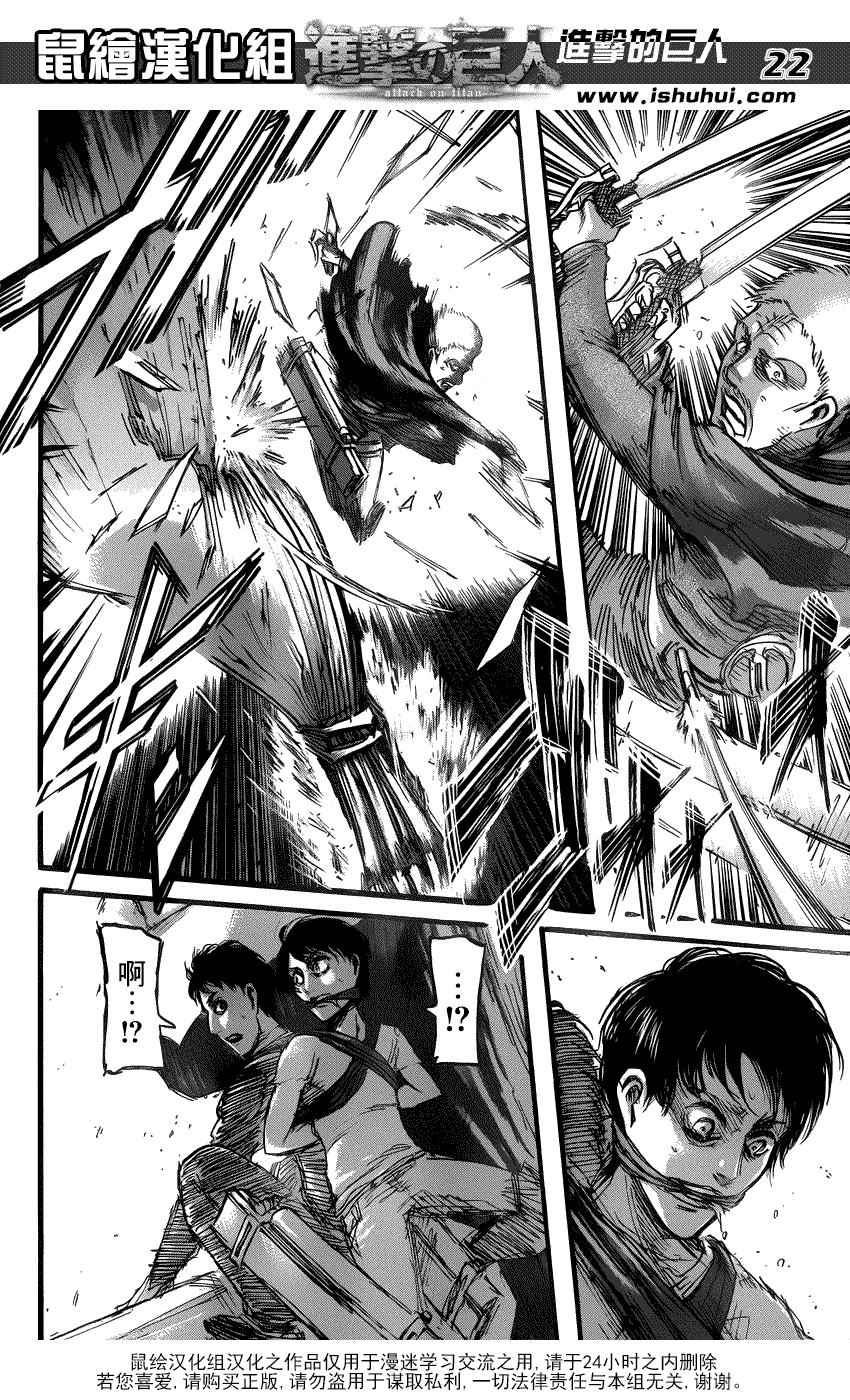 鼠繪漢化組
進撃の巨人
attack on titan
進擊的巨人
22
www.ishuhui.com
…!?
啊…!?
鼠绘汉化组汉化之作品仅用于漫迷学习交流之用,请于24小时之内删除
若您喜爱,请购买正版,请勿盗用于谋取私利,一切法律责任与本组无关,谢谢。